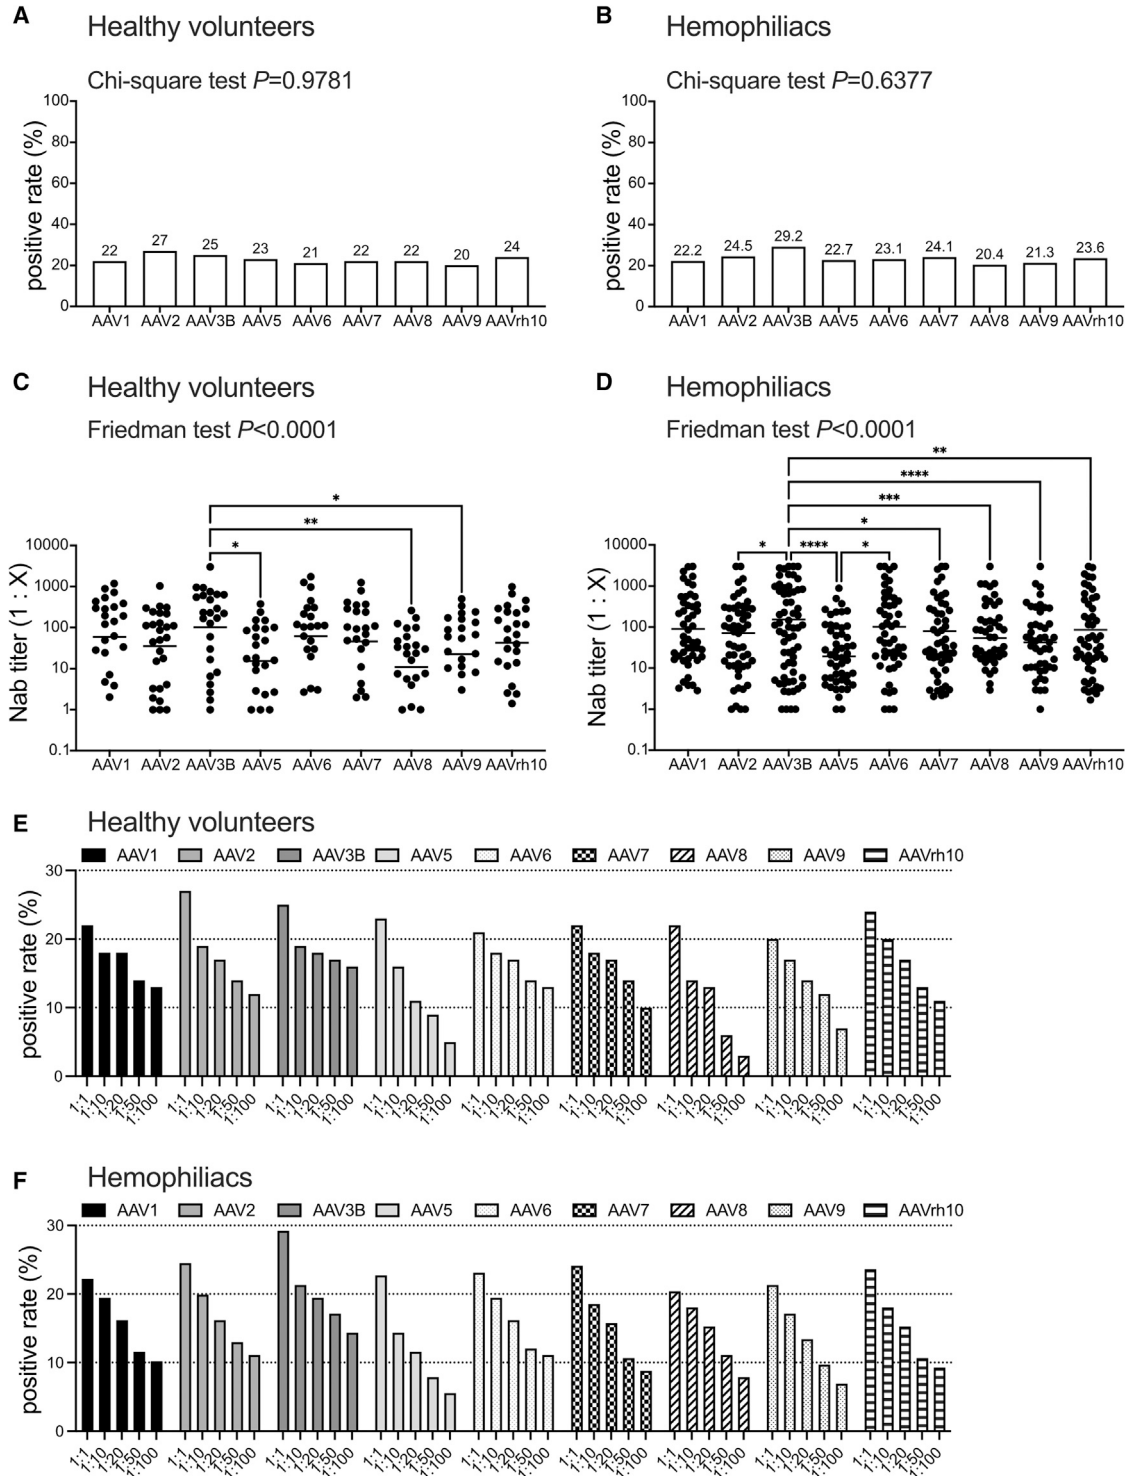 A Healthy volunteers
Chi-square test P=0.9781
positive rate (%)
100
80
60
40
20
0
22 27 25 23 21 22 22 20 24
AAV1 AAV2 AAV3B AAV5 AAV6 AAV7 AAV8 AAV9 AAVrh10
B Hemophiliacs
Chi-square test P=0.6377
positive rate (%)
100
80
60
40
20
0
22.2 24.5 29.2 22.7 23.1 24.1 20.4 21.3 23.6
AAV1 AAV2 AAV3B AAV5 AAV6 AAV7 AAV8 AAV9 AAVrh10
C Healthy volunteers
Friedman test P<0.0001
*
**
*
Nab titer (1 : X)
10000
1000
100
10
1
0.1
AAV1 AAV2 AAV3B AAV5 AAV6 AAV7 AAV8 AAV9 AAVrh10
D Hemophiliacs
Friedman test P<0.0001
**
****
***
*
* **** *
Nab titer (1 : X)
10000
1000
100
10
1
0.1
AAV1 AAV2 AAV3B AAV5 AAV6 AAV7 AAV8 AAV9 AAVrh10
E Healthy volunteers
AAV1 AAV2 AAV3B AAV5 AAV6 AAV7 AAV8 AAV9 AAVrh10
positive rate (%)
30
20
10
0
1:1 1:10 1:20 1:50 1:100 1:1 1:10 1:20 1:50 1:100 1:1 1:10 1:20 1:50 1:100 1:1 1:10 1:20 1:50 1:100 1:1 1:10 1:20 1:50 1:100 1:1 1:10 1:20 1:50 1:100 1:1 1:10 1:20 1:50 1:100 1:1 1:10 1:20 1:50 1:100 1:1 1:10 1:20 1:50 1:100
F Hemophiliacs
AAV1 AAV2 AAV3B AAV5 AAV6 AAV7 AAV8 AAV9 AAVrh10
positive rate (%)
30
20
10
0
1:1 1:10 1:20 1:50 1:100 1:1 1:10 1:20 1:50 1:100 1:1 1:10 1:20 1:50 1:100 1:1 1:10 1:20 1:50 1:100 1:1 1:10 1:20 1:50 1:100 1:1 1:10 1:20 1:50 1:100 1:1 1:10 1:20 1:50 1:100 1:1 1:10 1:20 1:50 1:100 1:1 1:10 1:20 1:50 1:100